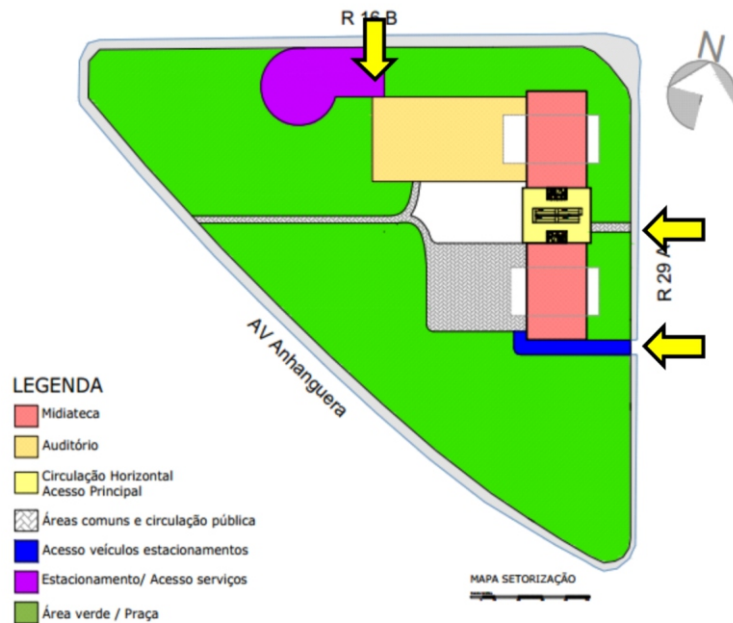 R 16 B
N
R 29 A
AV Anhanguera
LEGENDA
Midiateca
Auditório
Circulação Horizontal
Acesso Principal
Áreas comuns e circulação pública
Acesso veículos estacionamentos
Estacionamento/ Acesso serviços
Área verde / Praça
MAPA SETORIZAÇÃO